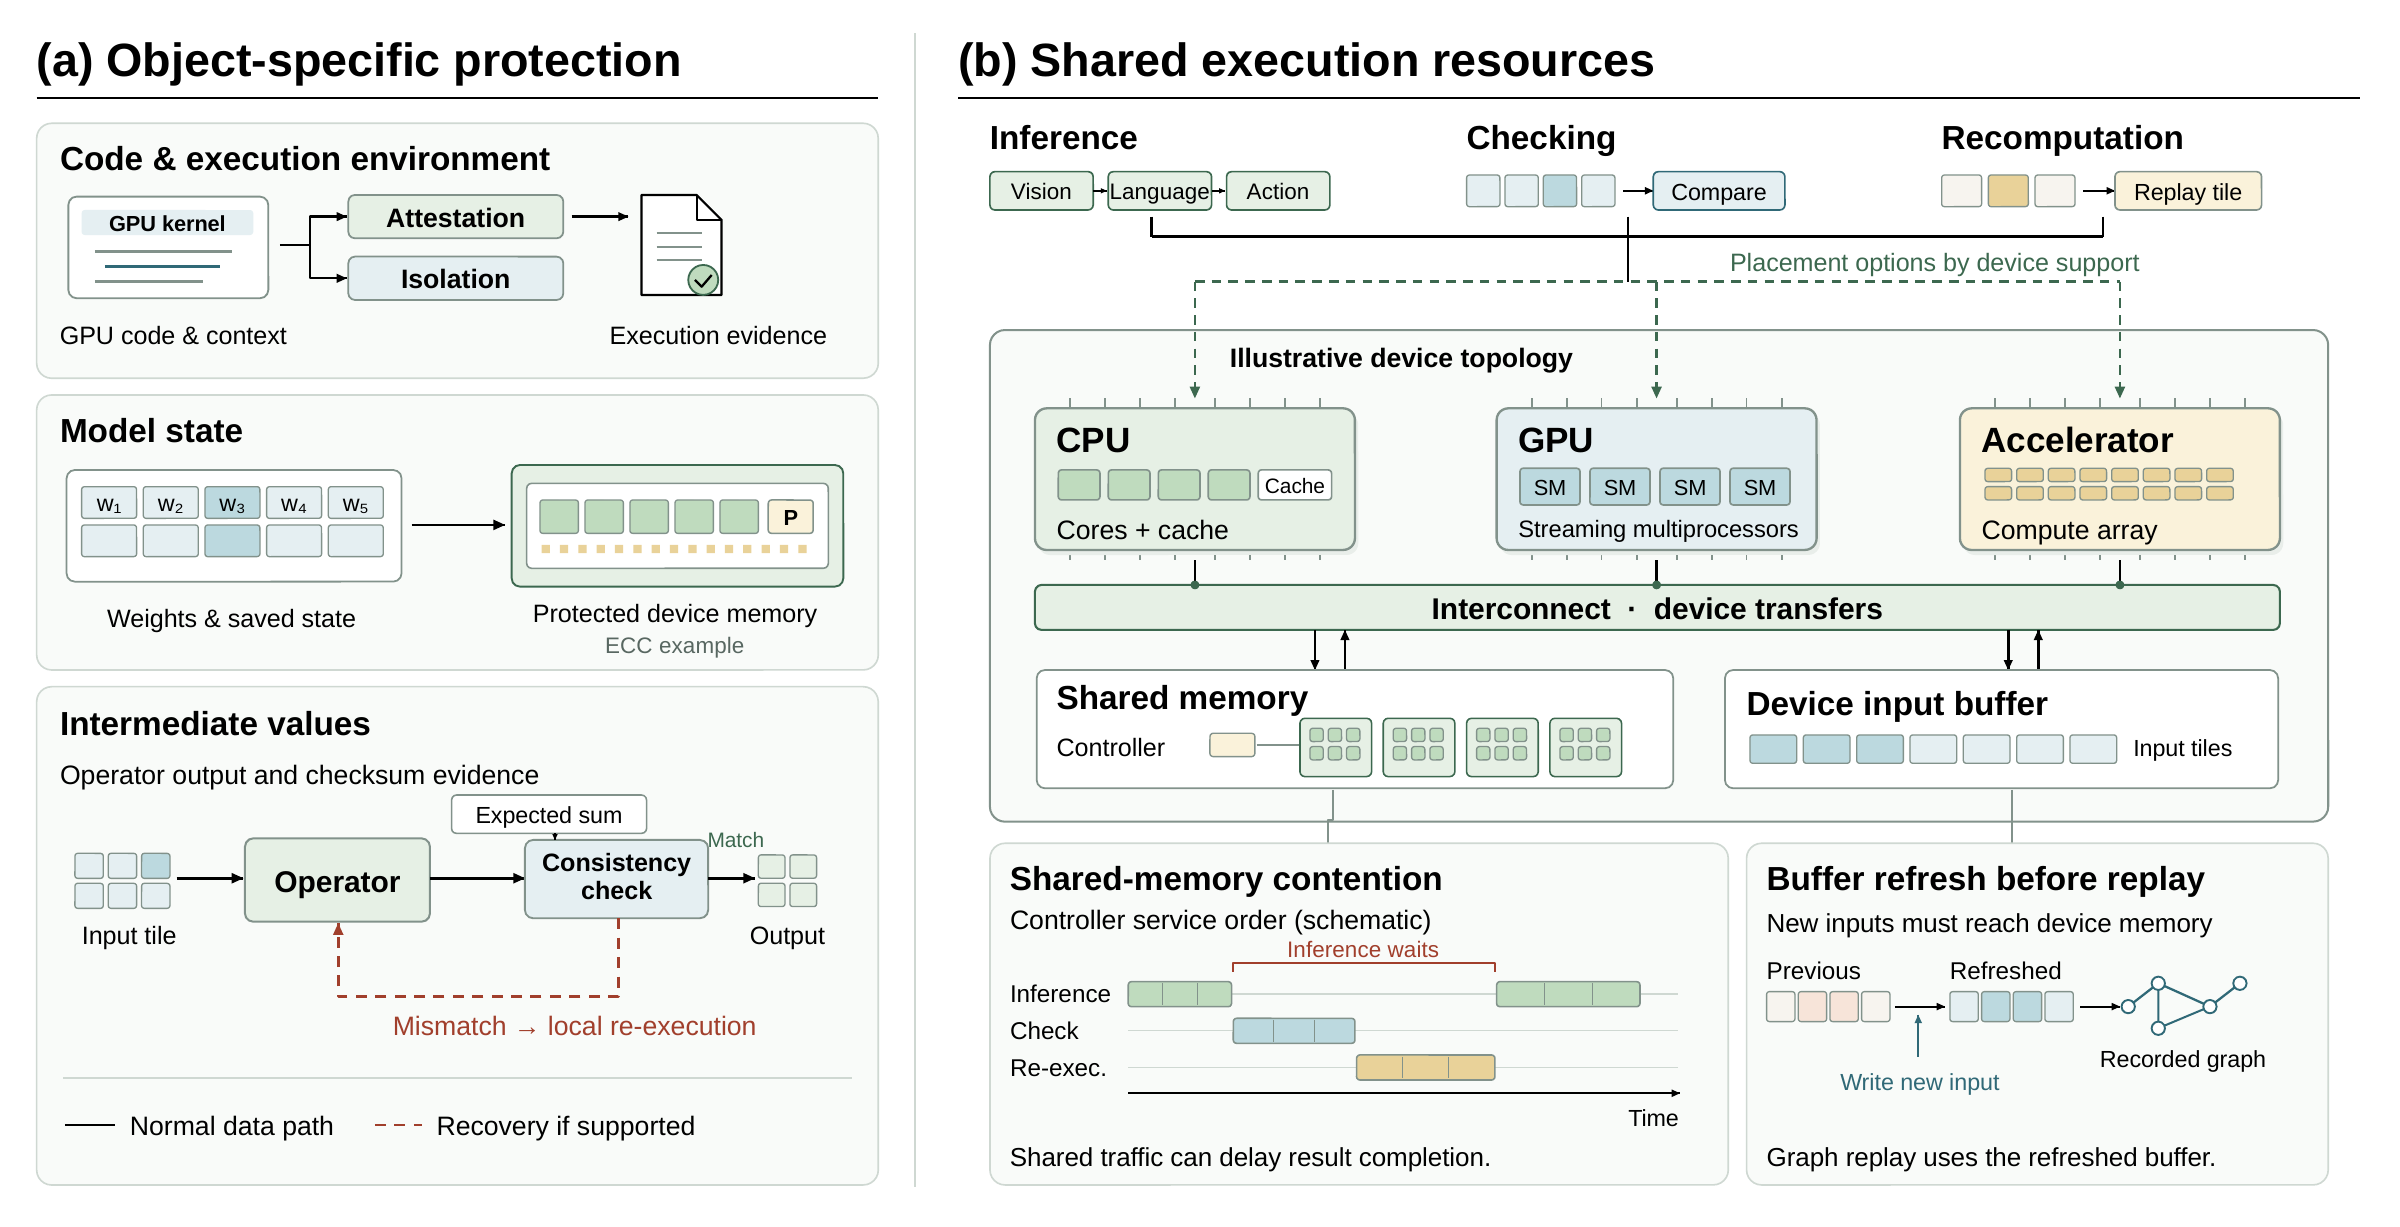 (a) Object-specific protection
Code & execution environment
GPU kernel
Attestation
Isolation
GPU code & context
Execution evidence
Model state
w₁ w₂ w₃ w₄ w₅
P
Weights & saved state
Protected device memory
ECC example
Intermediate values
Operator output and checksum evidence
Expected sum
Match
Operator
Consistency
check
Input tile
Output
Mismatch → local re-execution
Normal data path
Recovery if supported
(b) Shared execution resources
Inference
Checking
Recomputation
Vision
Language
Action
Compare
Replay tile
Placement options by device support
Illustrative device topology
CPU
Cache
Cores + cache
GPU
SM SM SM SM
Streaming multiprocessors
Accelerator
Compute array
Interconnect · device transfers
Shared memory
Controller
Device input buffer
Input tiles
Shared-memory contention
Controller service order (schematic)
Inference waits
Inference
Check
Re-exec.
Time
Shared traffic can delay result completion.
Buffer refresh before replay
New inputs must reach device memory
Previous
Refreshed
Recorded graph
Write new input
Graph replay uses the refreshed buffer.